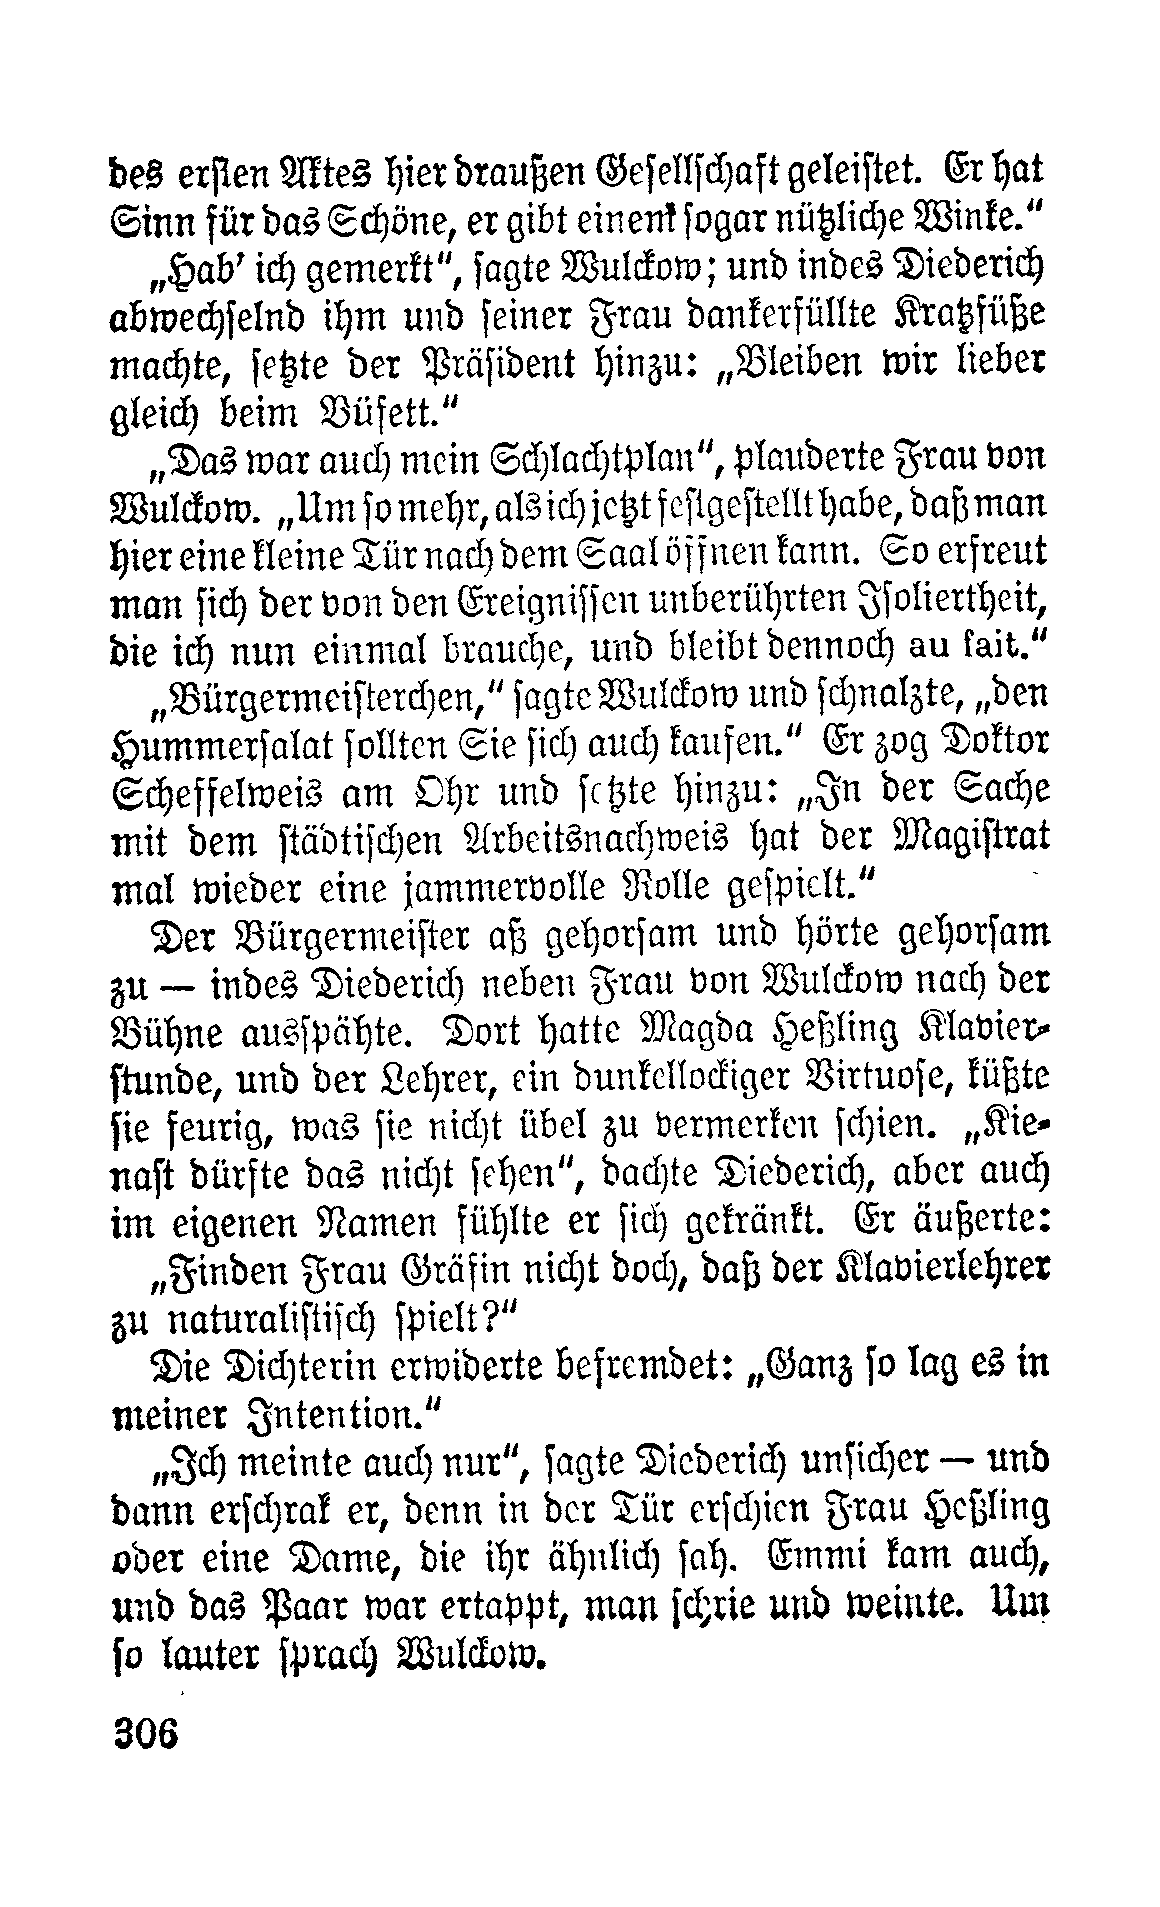 des ersten Aktes hier draußen Gesellschaft geleistet. Er hat
Sinn für das Schöne, er gibt einem sogar nützliche Winke.“
„Hab’ ich gemerkt“, sagte Wulckow; und indes Diederich
abwechselnd ihm und seiner Frau dankerfüllte Kratzfüße
machte, setzte der Präsident hinzu: „Bleiben wir lieber
gleich beim Büfett.“
„Das war auch mein Schlachtplan“, plauderte Frau von
Wulckow. „Um so mehr, als ich jetzt festgestellt habe, daß man
hier eine kleine Tür nach dem Saal öffnen kann. So erfreut
man sich der von den Ereignissen unberührten Isoliertheit,
die ich nun einmal brauche, und bleibt dennoch au fait.“
„Bürgermeisterchen,“ sagte Wulckow und schnalzte, „den
Hummersalat sollten Sie sich auch kaufen.“ Er zog Doktor
Scheffelweis am Ohr und setzte hinzu: „In der Sache
mit dem städtischen Arbeitsnachweis hat der Magistrat
mal wieder eine jammervolle Rolle gespielt.“
Der Bürgermeister aß gehorsam und hörte gehorsam
zu — indes Diederich neben Frau von Wulckow nach der
Bühne ausspähte. Dort hatte Magda Heßling Klavier-
stunde, und der Lehrer, ein dunkellockiger Virtuose, küßte
sie feurig, was sie nicht übel zu vermerken schien. „Kie-
nast dürfte das nicht sehen“, dachte Diederich, aber auch
im eigenen Namen fühlte er sich gekränkt. Er äußerte:
„Finden Frau Gräfin nicht doch, daß der Klavierlehrer
zu naturalistisch spielt?“
Die Dichterin erwiderte befremdet: „Ganz so lag es in
meiner Intention.“
„Ich meinte auch nur“, sagte Diederich unsicher — und
dann erschrak er, denn in der Tür erschien Frau Heßling
oder eine Dame, die ihr ähnlich sah. Emmi kam auch,
und das Paar war ertappt, man schrie und weinte. Um
so lauter sprach Wulckow.
306